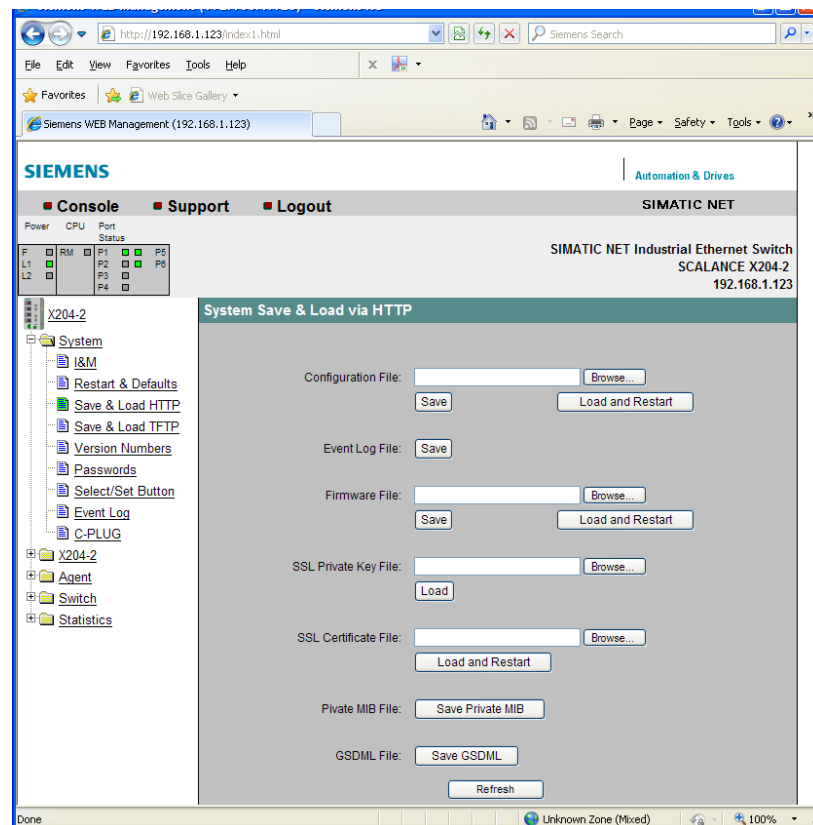 http://192.168.1.123/index1.html
Siemens Search
File Edit View Favorites Tools Help
x
Favorites Web Slice Gallery
Siemens WEB Management (192.168.1.123)
Page Safety Tools
»
SIEMENS
Automation & Drives
Console Support Logout SIMATIC NET
Power CPU Port Status
F RM P1 P5
L1 P2 P6
L2 P3
P4
SIMATIC NET Industrial Ethernet Switch
SCALANCE X204-2
192.168.1.123
X204-2
System
I&M
Restart & Defaults
Save & Load HTTP
Save & Load TFTP
Version Numbers
Passwords
Select/Set Button
Event Log
C-PLUG
X204-2
Agent
Switch
Statistics
System Save & Load via HTTP
Configuration File: Browse...
Save Load and Restart
Event Log File: Save
Firmware File: Browse...
Save Load and Restart
SSL Private Key File: Browse...
Load
SSL Certificate File: Browse...
Load and Restart
Pivate MIB File: Save Private MIB
GSDML File: Save GSDML
Refresh
Done Unknown Zone (Mixed) 100%